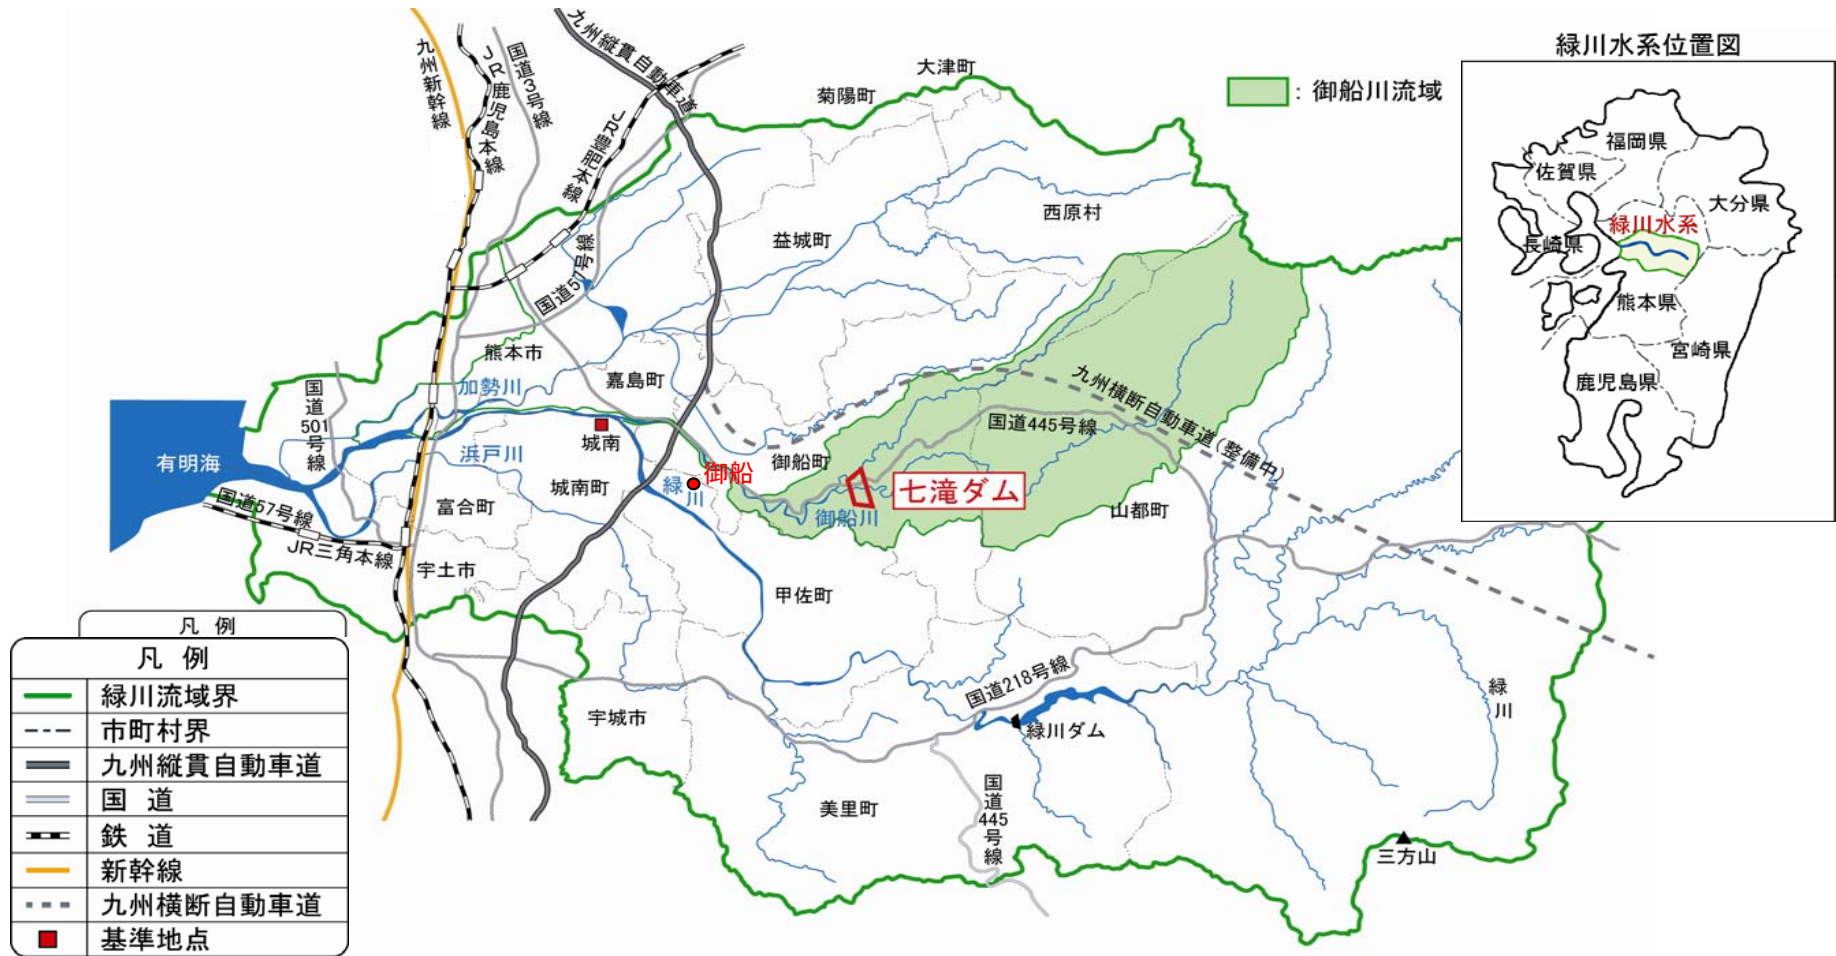 九州新幹線
JR鹿児島本線
国道3号線
九州縦貫自動車道
JR豊肥本線
国道57号線
大津町
菊陽町
西原村
益城町
：御船川流域
緑川水系位置図
福岡県
佐賀県
大分県
緑川水系
長崎県
熊本県
宮崎県
鹿児島県
熊本市
加勢川
嘉島町
国道501号線
城南
浜戸川
有明海
御船
御船町
緑川
城南町
富合町
国道57号線
JR三角本線
宇土市
九州横断自動車道(整備中)
国道445号線
七滝ダム
御船川
山都町
甲佐町
国道218号線
緑川ダム
緑川
宇城市
美里町
国道445号線
三方山
凡 例
凡 例
緑川流域界
市町村界
九州縦貫自動車道
国 道
鉄 道
新幹線
九州横断自動車道
基準地点